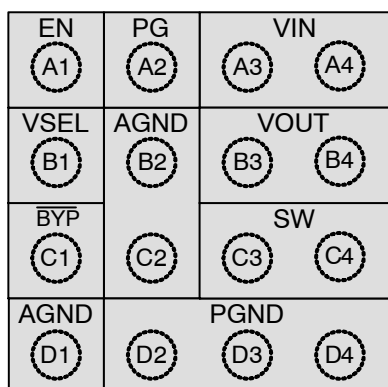 EN PG VIN
A1 A2 A3 A4
VSEL AGND VOUT
B1 B2 B3 B4
BYP SW
C1 C2 C3 C4
AGND PGND
D1 D2 D3 D4